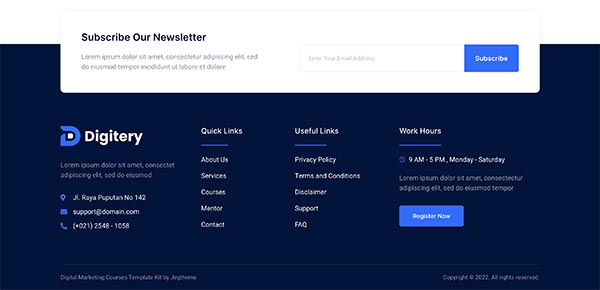 Subscribe Our Newsletter
Lorem ipsum dolor sit amet, consectetur adipiscing elit, sed
do eiusmod tempor incididunt ut labore et dolore
Enter Your Email Address
Subscribe
Digitery
Lorem ipsum dolor sit amet, consectet
adipiscing elit, sed do eiusmod
Jl. Raya Puputan No 142
support@domain.com
(+021) 2548 - 1058
Quick Links
About Us
Services
Courses
Mentor
Contact
Useful Links
Privacy Policy
Terms and Conditions
Disclaimer
Support
FAQ
Work Hours
9 AM - 5 PM , Monday - Saturday
Lorem ipsum dolor sit amet, consectetur
adipiscing elit, sed do eiusmod tempor
Register Now
Digital Marketing Courses Template Kit by Jegtheme
Copyright © 2022. All rights reserved.